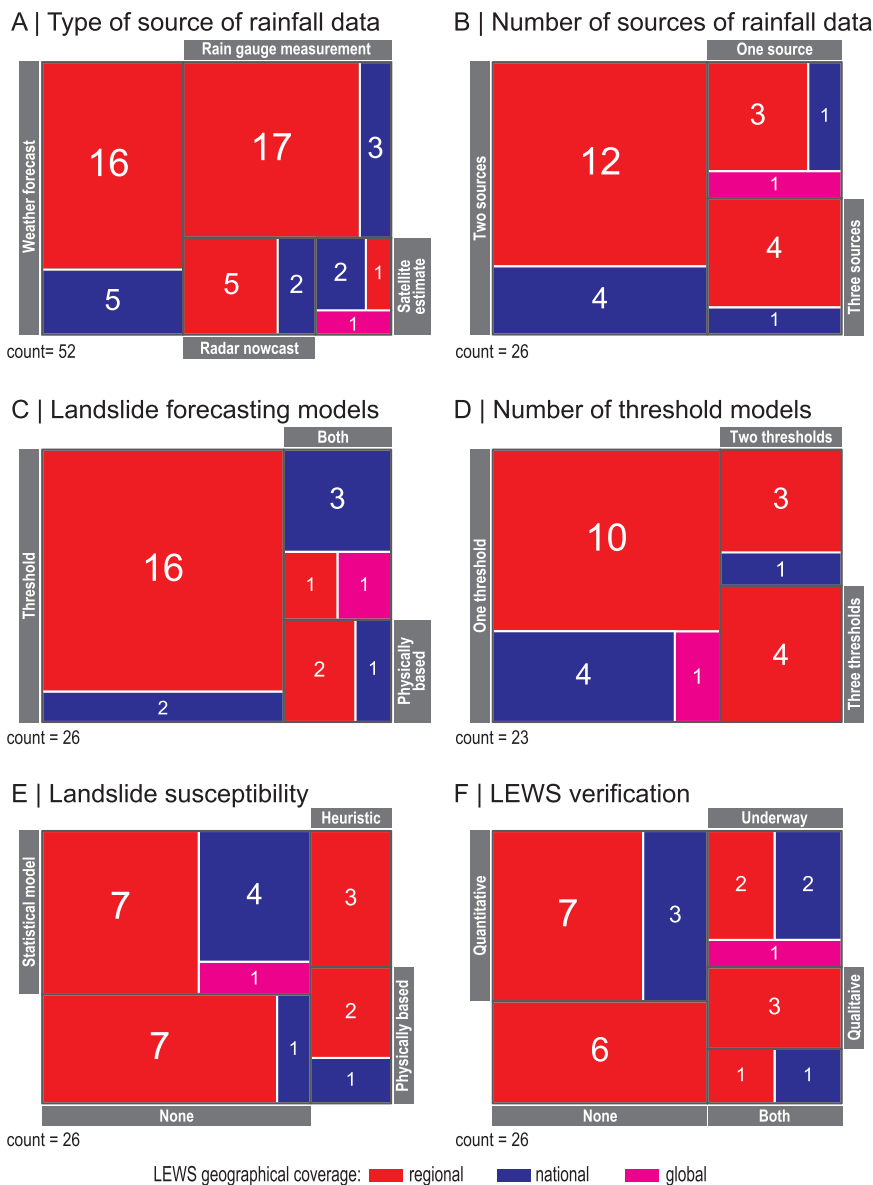 A | Type of source of rainfall data
Rain gauge measurement
Weather forecast
16
17
3
5
5
2
2
1
1
Satellite
estimate
Radar nowcast
count= 52
B | Number of sources of rainfall data
One source
Two sources
12
3
1
1
4
4
1
Three sources
count = 26
C | Landslide forecasting models
Both
Threshold
16
3
1
1
2
1
2
Physically
based
count = 26
D | Number of threshold models
Two thresholds
One threshold
10
3
1
4
1
4
Three thresholds
count = 23
E | Landslide susceptibility
Heuristic
Statistical model
7
4
3
1
7
1
2
1
Physically based
None
count = 26
F | LEWS verification
Underway
Quantitative
7
3
2
2
1
3
6
1
1
Qualitaive
None
Both
count = 26
LEWS geographical coverage: regional national global